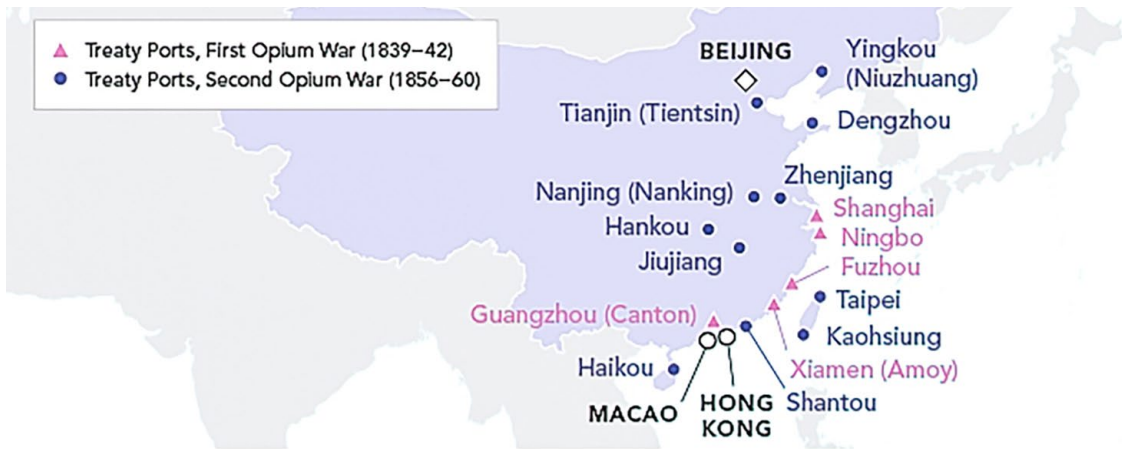 Treaty Ports, First Opium War (1839–42)
Treaty Ports, Second Opium War (1856–60)
BEIJING
Yingkou
(Niuzhuang)
Tianjin (Tientsin)
Dengzhou
Zhenjiang
Nanjing (Nanking)
Shanghai
Hankou
Ningbo
Jiujiang
Fuzhou
Taipei
Guangzhou (Canton)
Kaohsiung
Haikou
Xiamen (Amoy)
MACAO
HONG
KONG
Shantou